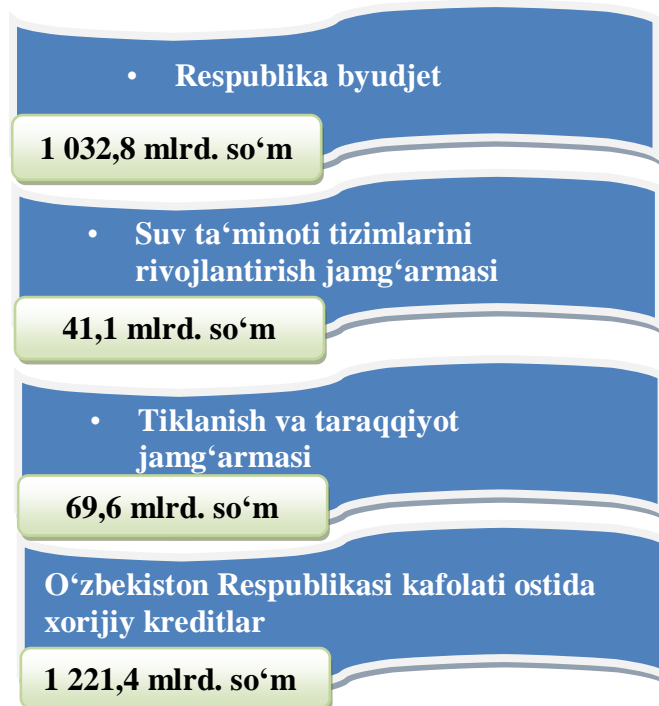 • Respublika byudjet
1 032,8 mlrd. so‘m
• Suv ta‘minoti tizimlarini
rivojlantirish jamg‘armasi
41,1 mlrd. so‘m
• Tiklanish va taraqqiyot
jamg‘armasi
69,6 mlrd. so‘m
O‘zbekiston Respublikasi kafolati ostida
xorijiy kreditlar
1 221,4 mlrd. so‘m